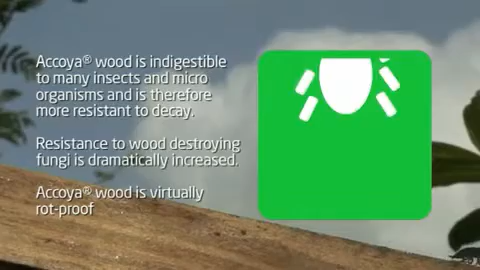 Accoya® wood is indigestible
to many insects and micro
organisms and is therefore
more resistant to decay.
Resistance to wood destroying
fungi is dramatically increased.
Accoya® wood is virtually
rot-proof